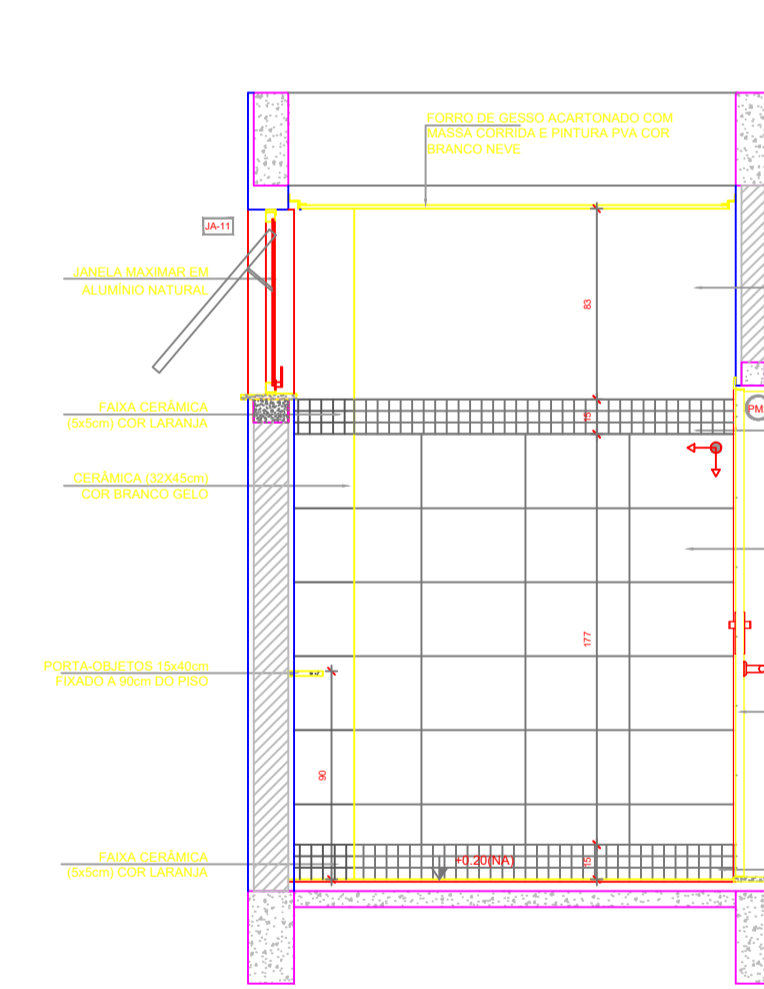 FORRO DE GESSO ACARTONADO COM
MASSA CORRIDA E PINTURA PVA COR
BRANCO NEVE
JA-11
JANELA MAXIMAR EM
ALUMÍNIO NATURAL
83
FAIXA CERÂMICA
(5x5cm) COR LARANJA
15
PM
CERÂMICA (32X45cm)
COR BRANCO GELO
177
PORTA-OBJETOS 15x40cm
FIXADO A 90cm DO PISO
90
FAIXA CERÂMICA
(5x5cm) COR LARANJA
+0.20(NA)
15